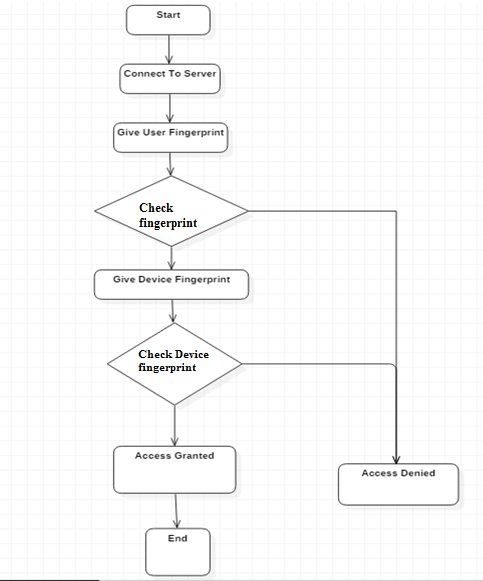 Start
Connect To Server
Give User Fingerprint
Check
fingerprint
Give Device Fingerprint
Check Device
fingerprint
Access Granted
Access Denied
End